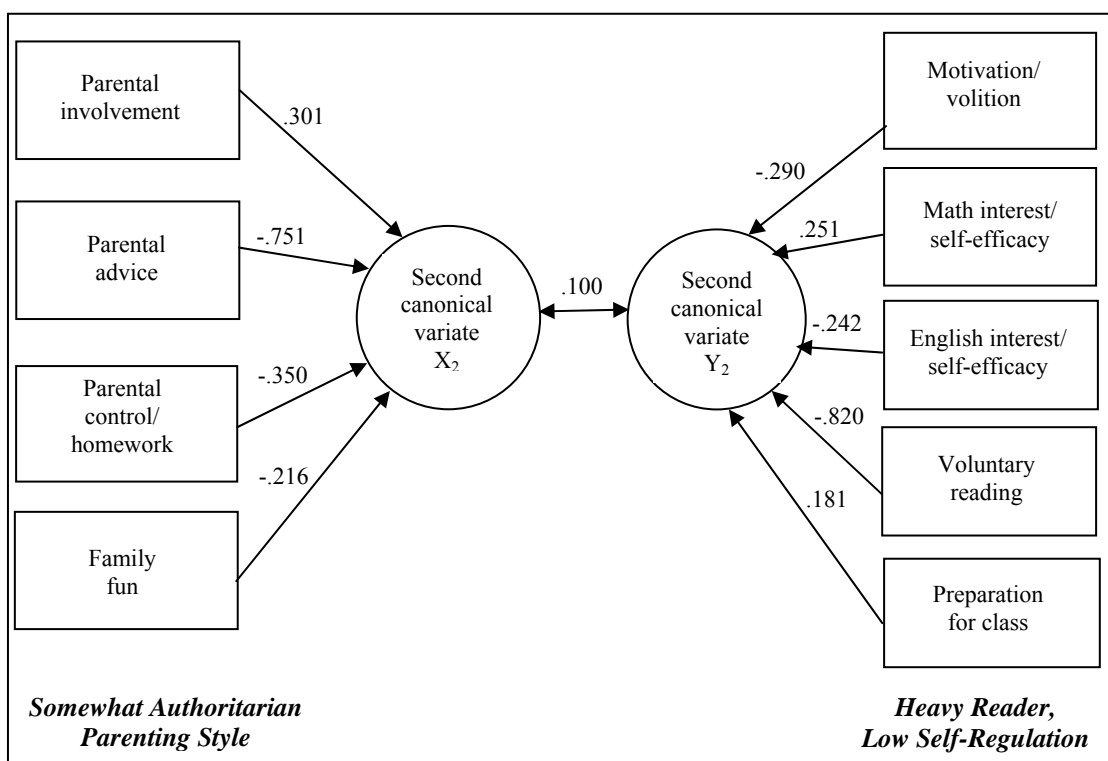 Parental
involvement
.301
Parental
advice
-.751
Parental
control/
homework
-.350
Family
fun
-.216
Second
canonical
variate
X₂
.100
Second
canonical
variate
Y₂
Motivation/
volition
-.290
Math interest/
self-efficacy
.251
English interest/
self-efficacy
-.242
Voluntary
reading
-.820
Preparation
for class
.181
Somewhat Authoritarian
Parenting Style
Heavy Reader,
Low Self-Regulation